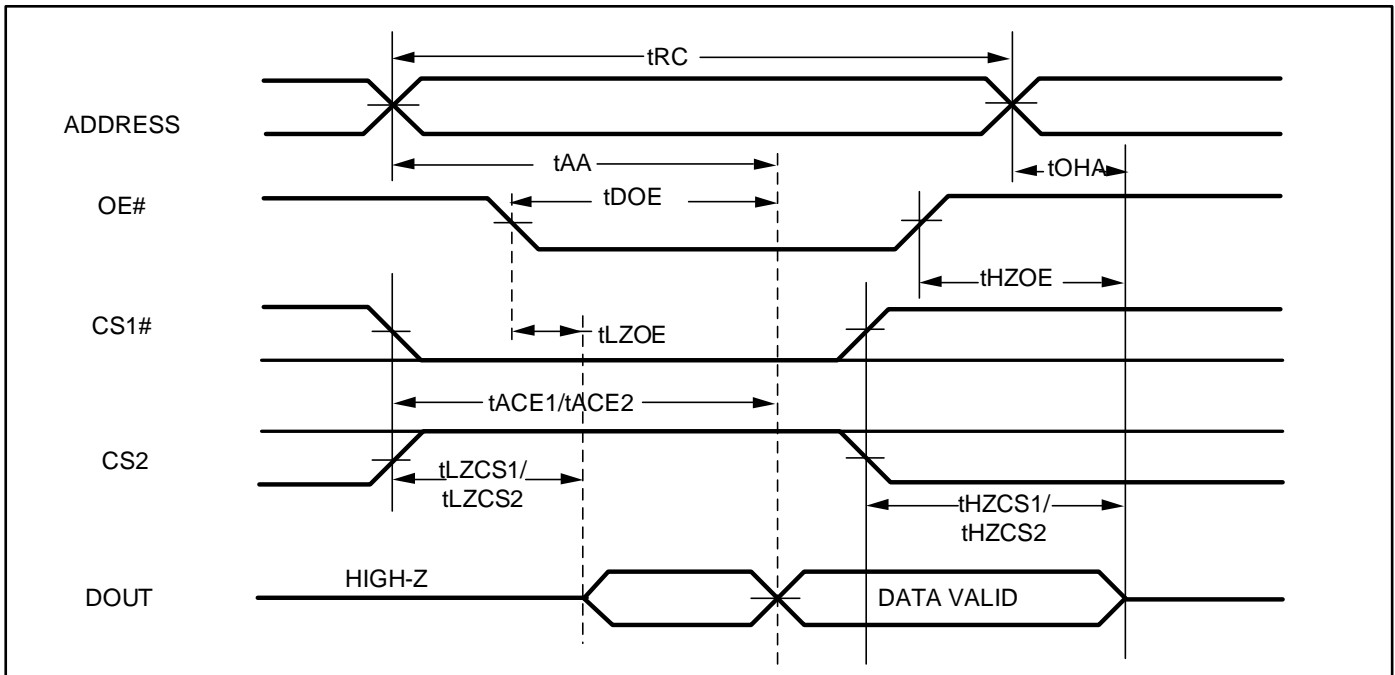 tRC
ADDRESS
tAA
tOHA
OE#
tDOE
tHZOE
CS1#
tLZOE
tACE1/tACE2
CS2
tLZCS1/
tLZCS2
tHZCS1/
tHZCS2
HIGH-Z
DOUT
DATA VALID